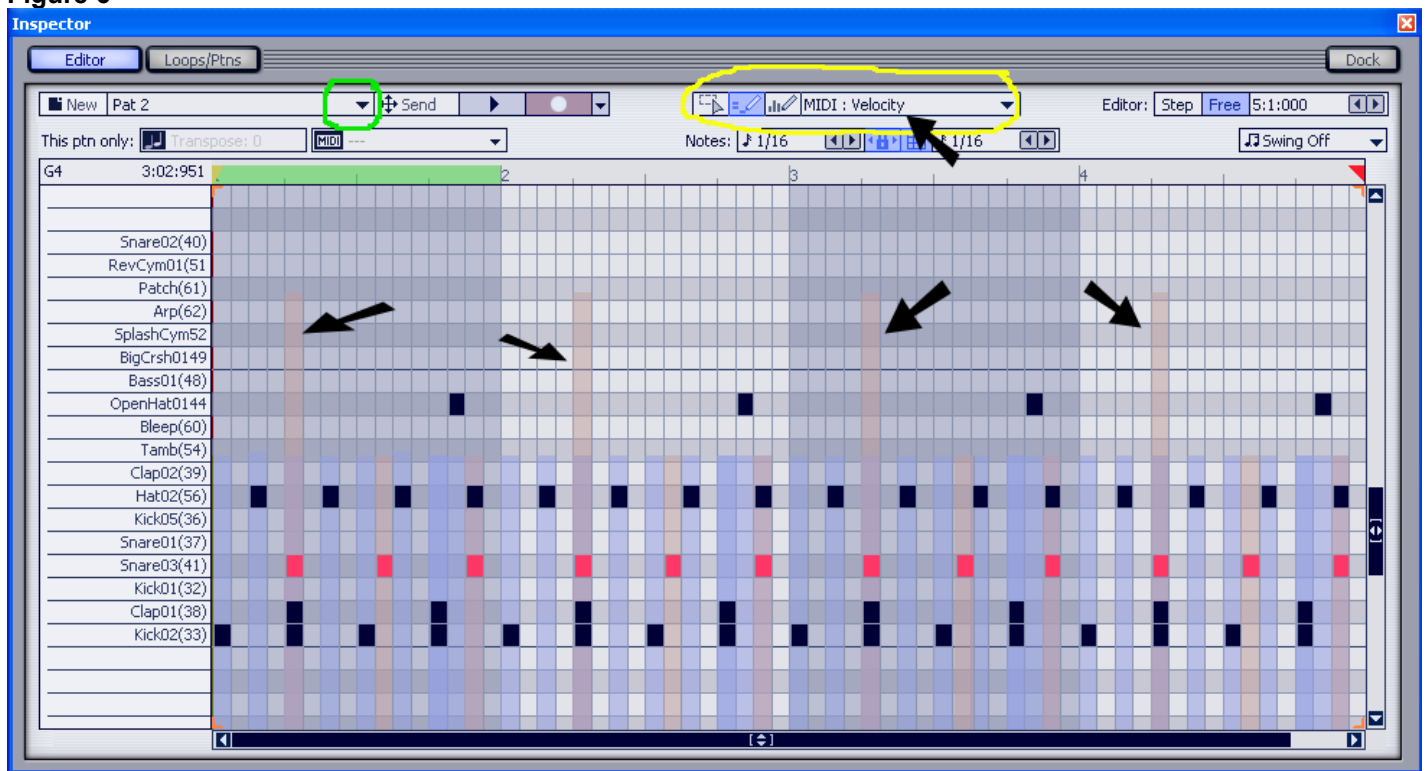 Inspector
Editor Loops/Ptns Dock
New Pat 2 Send MIDI : Velocity Editor: Step Free 5:1:000
This ptn only: Transpose: 0 MIDI --- Notes: 1/16 1/16 Swing Off
G4 3:02:951 2 3 4
Snare02(40)
RevCym01(51
Patch(61)
Arp(62)
SplashCym52
BigCrsh0149
Bass01(48)
OpenHat0144
Bleep(60)
Tamb(54)
Clap02(39)
Hat02(56)
Kick05(36)
Snare01(37)
Snare03(41)
Kick01(32)
Clap01(38)
Kick02(33)